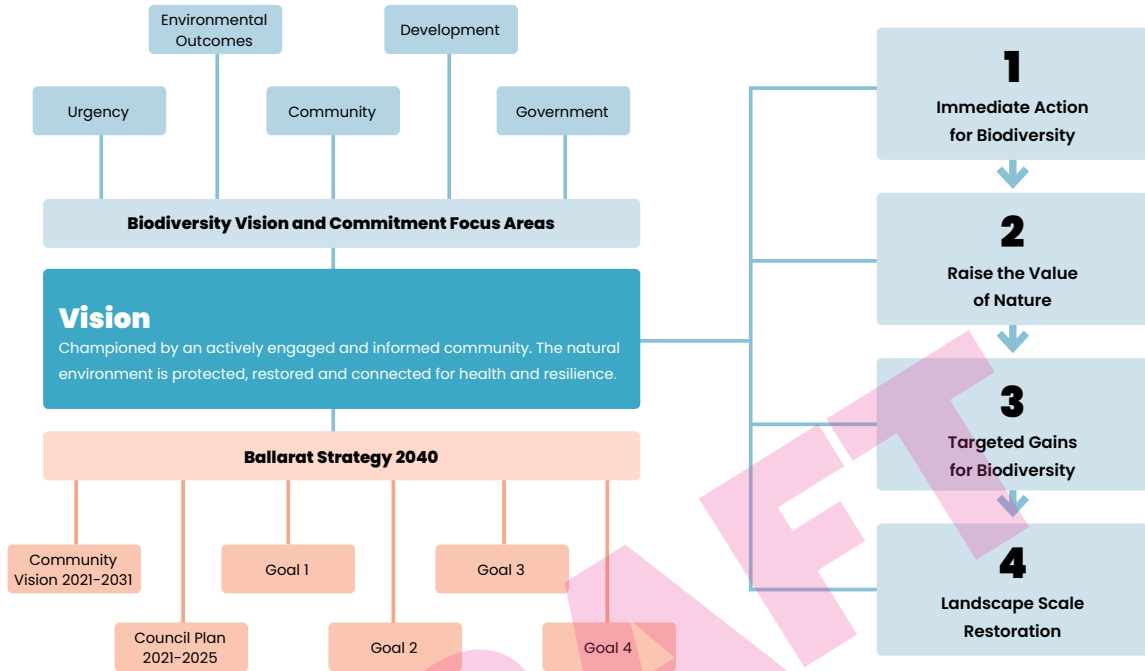 Environmental
Outcomes
Development
Urgency
Community
Government
Biodiversity Vision and Commitment Focus Areas
Vision
Championed by an actively engaged and informed community. The natural
environment is protected, restored and connected for health and resilience.
Ballarat Strategy 2040
Community
Vision 2021-2031
Goal 1
Goal 3
Council Plan
2021-2025
Goal 2
Goal 4
1
Immediate Action
for Biodiversity
2
Raise the Value
of Nature
3
Targeted Gains
for Biodiversity
4
Landscape Scale
Restoration